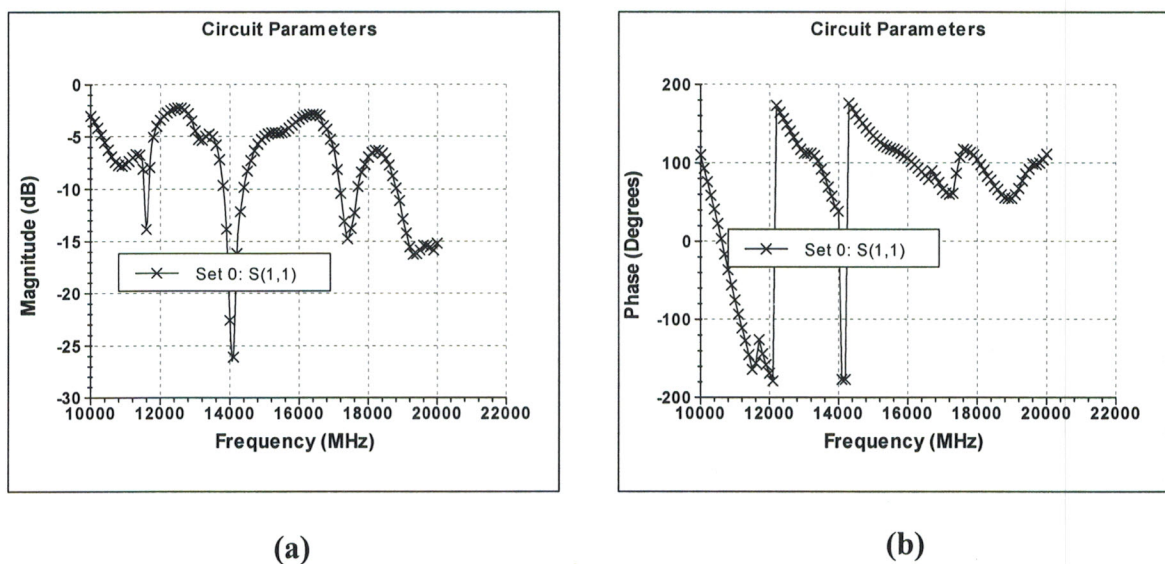 Circuit Parameters
0
-5
-10
-15
-20
-25
-30
Magnitude (dB)
Set 0: S(1,1)
10000 12000 14000 16000 18000 20000 22000
Frequency (MHz)
(a)
Circuit Parameters
200
100
0
-100
-200
Phase (Degrees)
Set 0: S(1,1)
10000 12000 14000 16000 18000 20000 22000
Frequency (MHz)
(b)